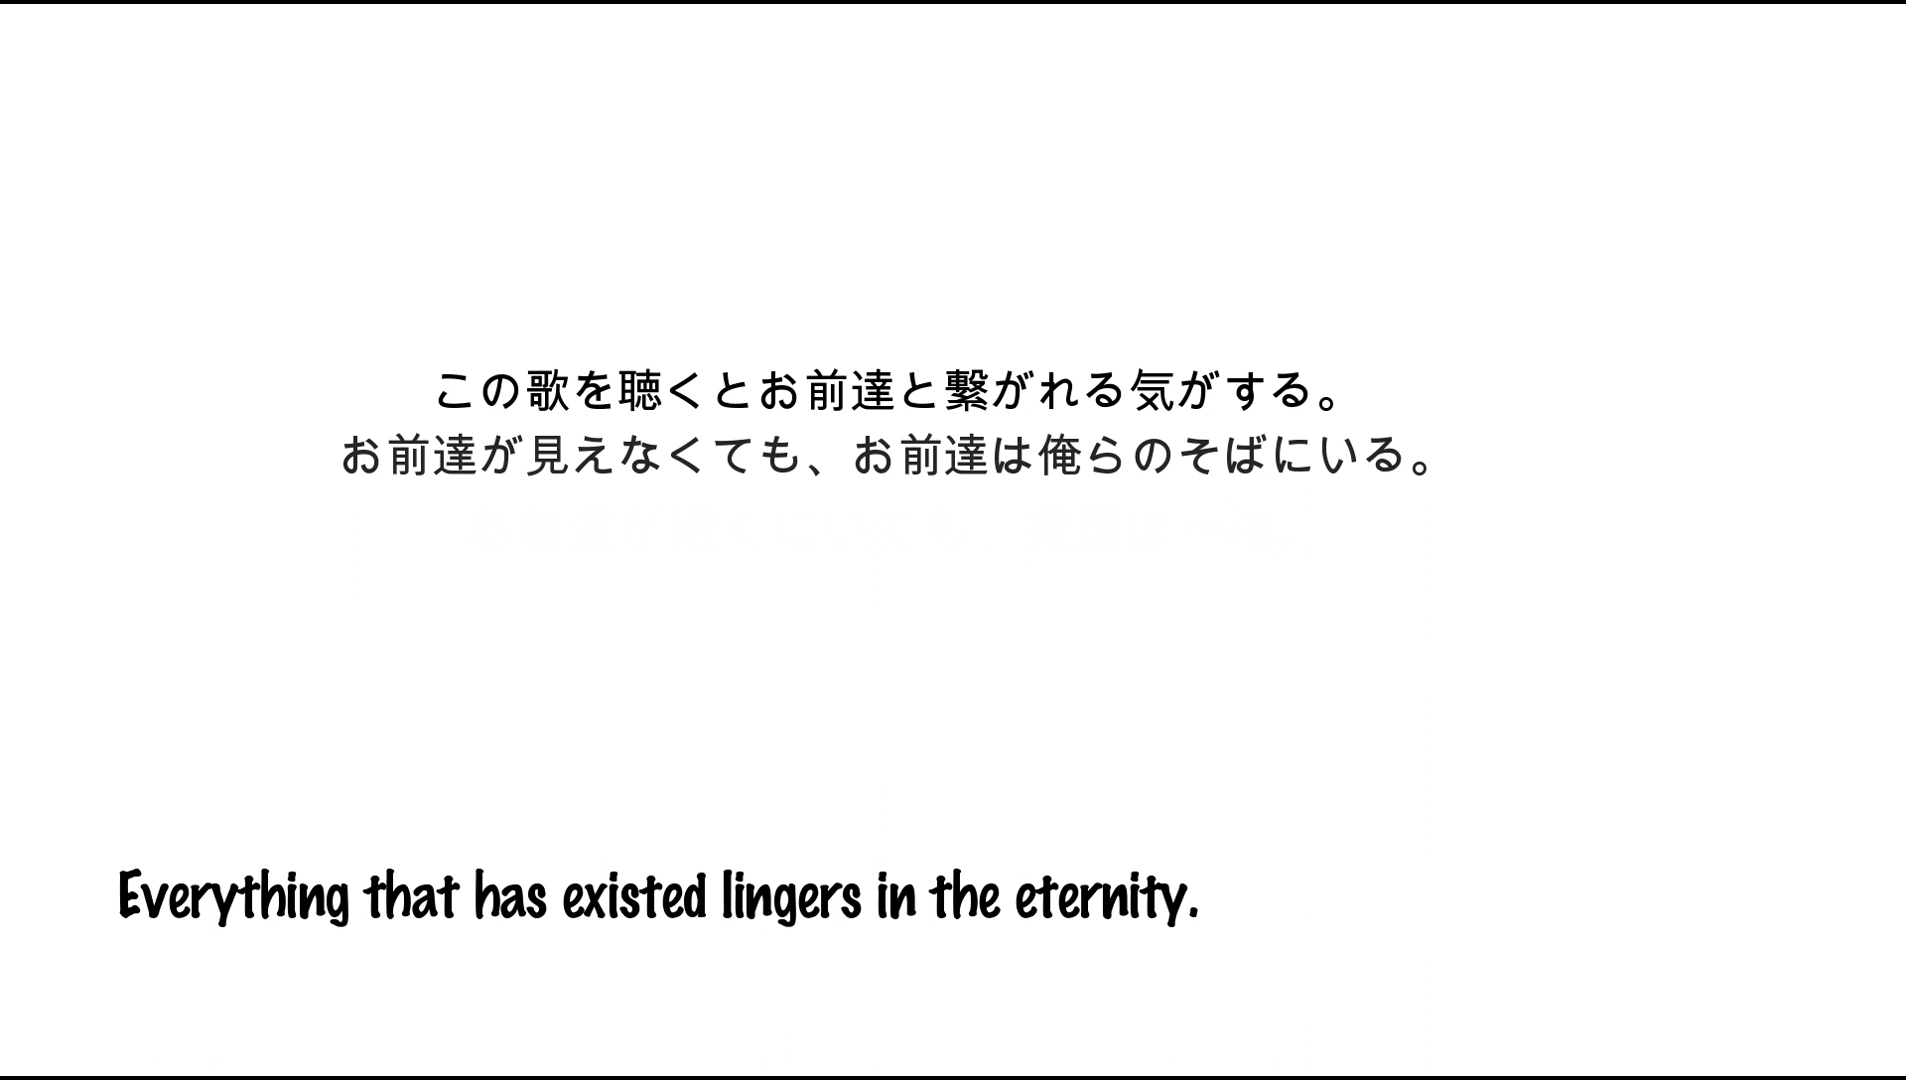 この歌を聴くとお前達と繋がれる気がする。
お前達が見えなくても、お前達は俺らのそばにいる。
Everything that has existed lingers in the eternity.